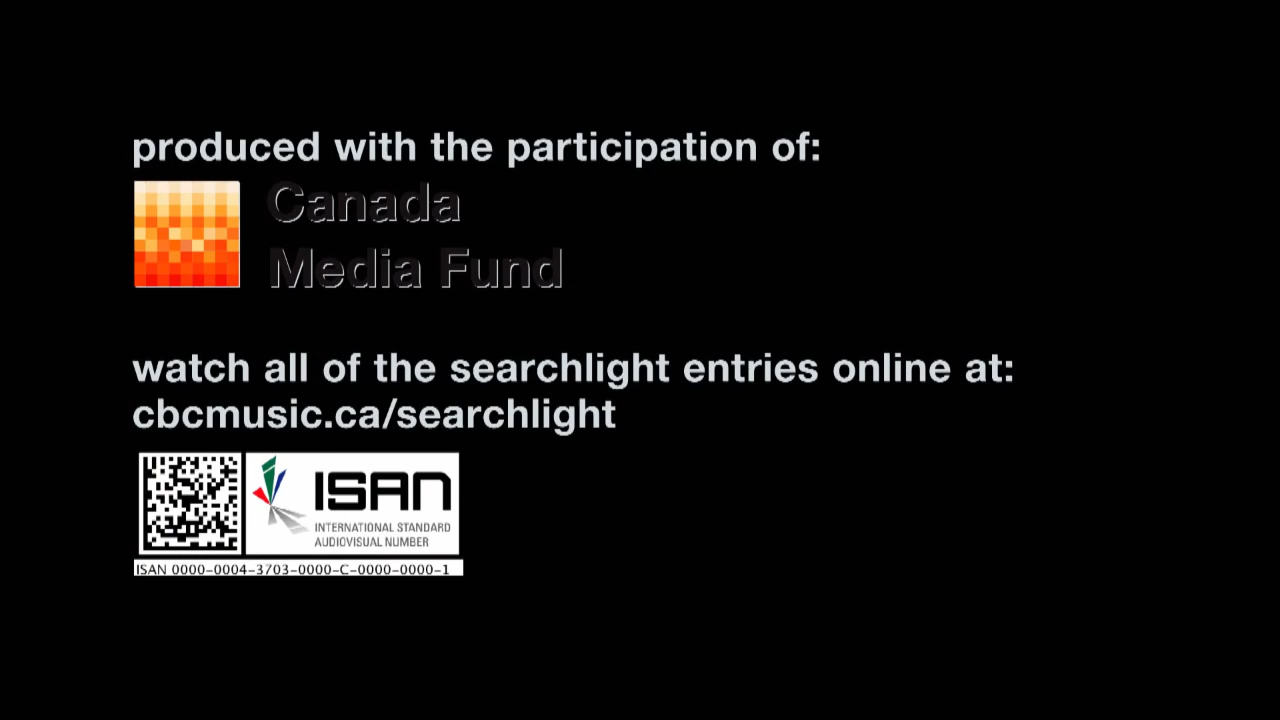 produced with the participation of:
Canada
Media Fund
watch all of the searchlight entries online at:
cbcmusic.ca/searchlight
ISAN
INTERNATIONAL STANDARD
AUDIOVISUAL NUMBER
ISAN 0000-0004-3703-0000-C-0000-0000-1